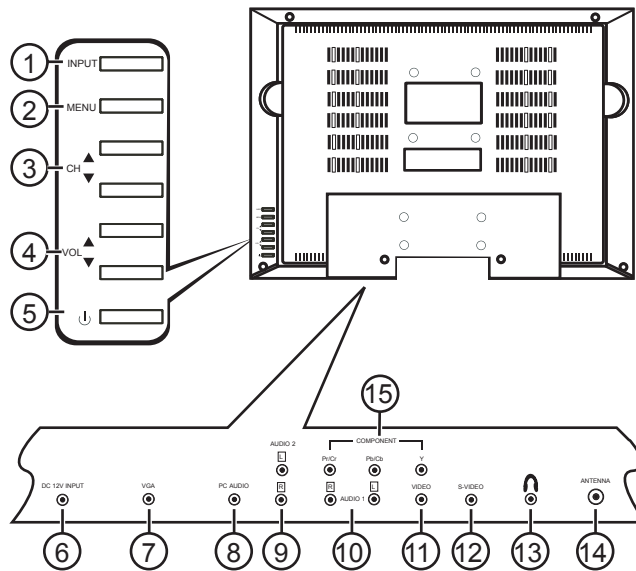 1 INPUT
2 MENU
3 CH ▲
▼
4 VOL ▲
▼
5
15
AUDIO 2 COMPONENT
L Pr/Cr Pb/Cb Y
DC 12V INPUT VGA PC AUDIO R R AUDIO 1 L VIDEO S-VIDEO ANTENNA
6 7 8 9 10 11 12 13 14